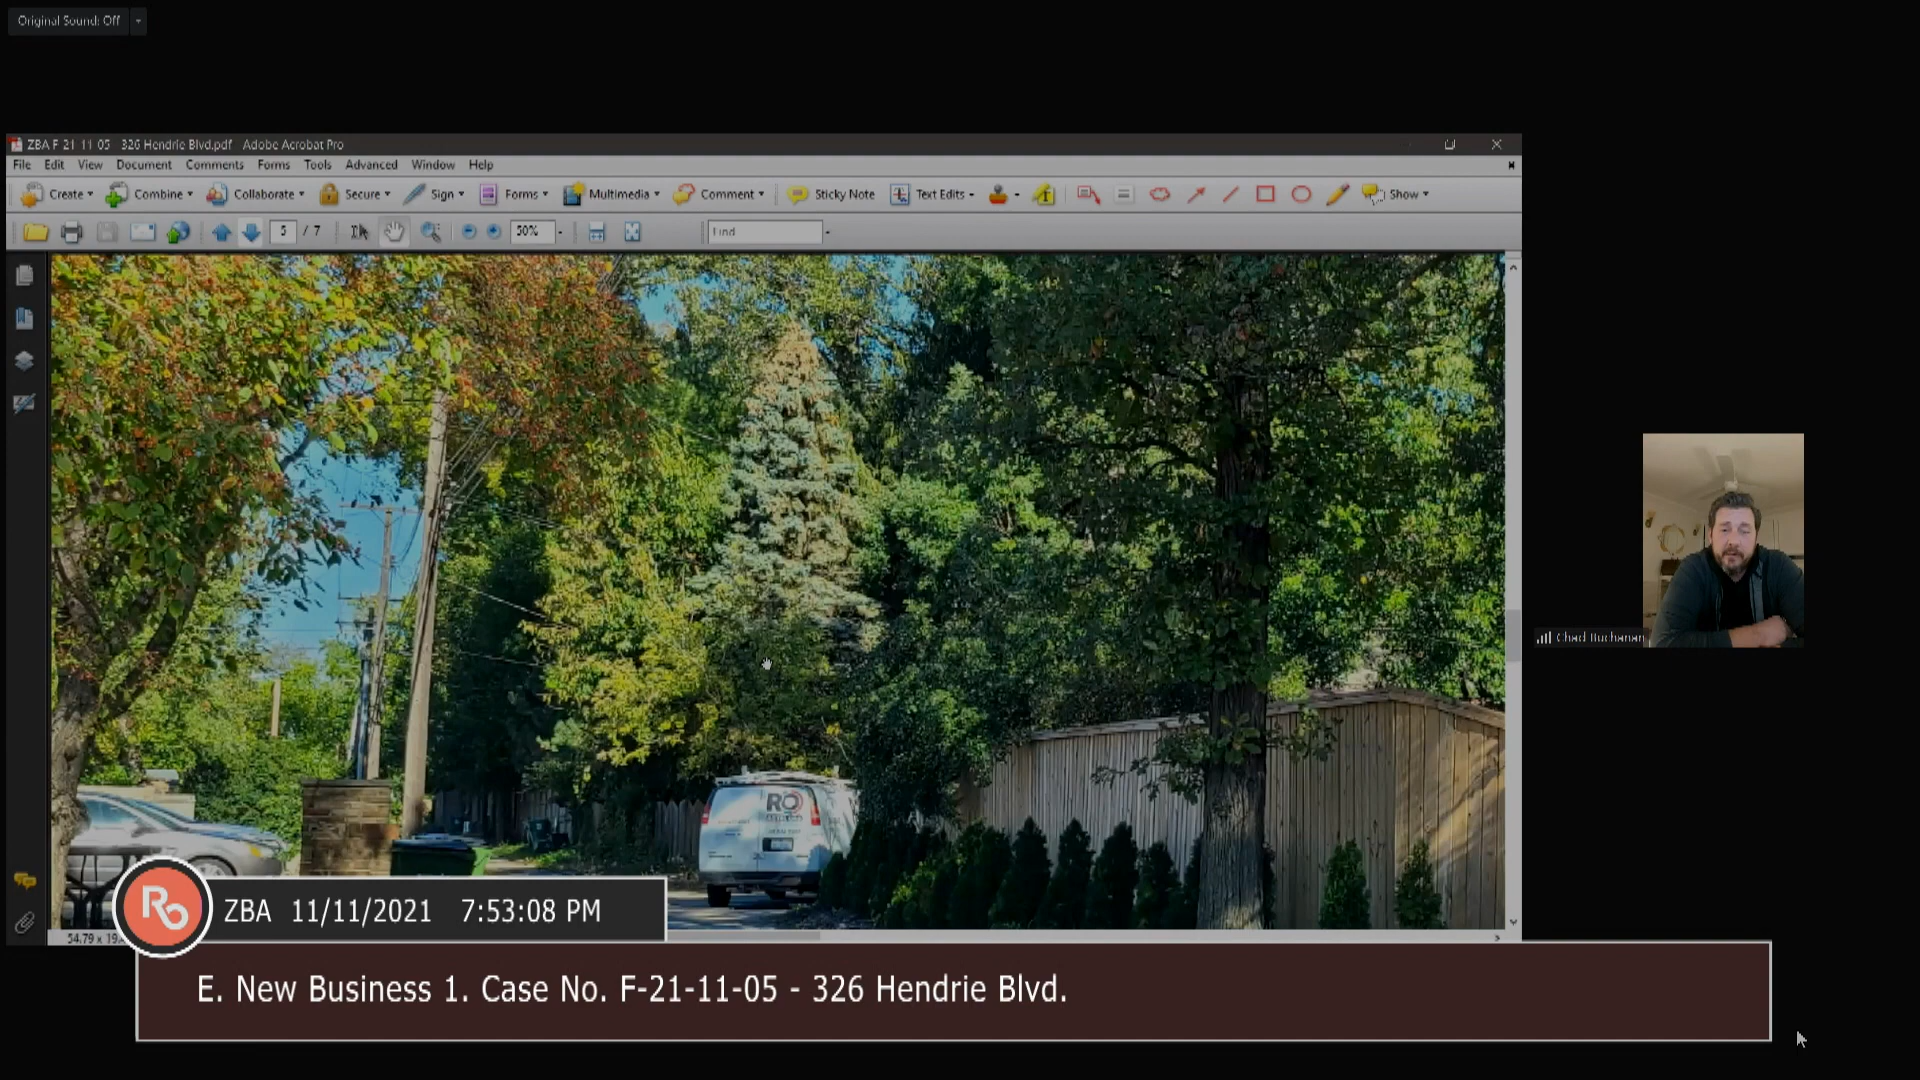 Original Sound: Off
ZBA F 21 11 05 326 Hendrie Blvd.pdf Adobe Acrobat Pro
File Edit View Document Comments Forms Tools Advanced Window Help
Create Combine Collaborate Secure Sign Forms Multimedia Comment Sticky Note Text Edits Show
5 / 7 50% Find
RO
Chad Buchanan
Ro
ZBA 11/11/2021 7:53:08 PM
E. New Business 1. Case No. F-21-11-05 - 326 Hendrie Blvd.